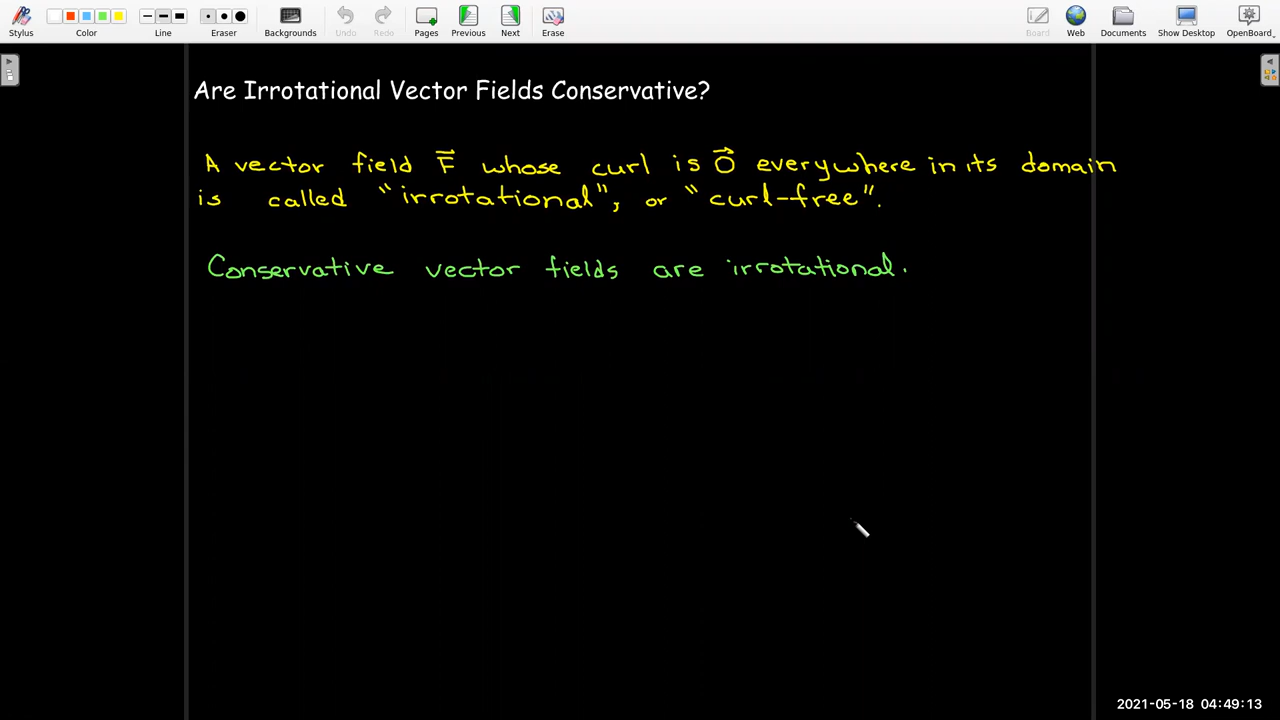 Stylus Color Line Eraser Backgrounds Undo Redo Pages Previous Next Erase Board Web Documents Show Desktop OpenBoard
Are Irrotational Vector Fields Conservative?
A vector field F⃗ whose curl is 0⃗ everywhere in its domain
is called "irrotational", or "curl-free".
Conservative vector fields are irrotational.
2021-05-18 04:49:13